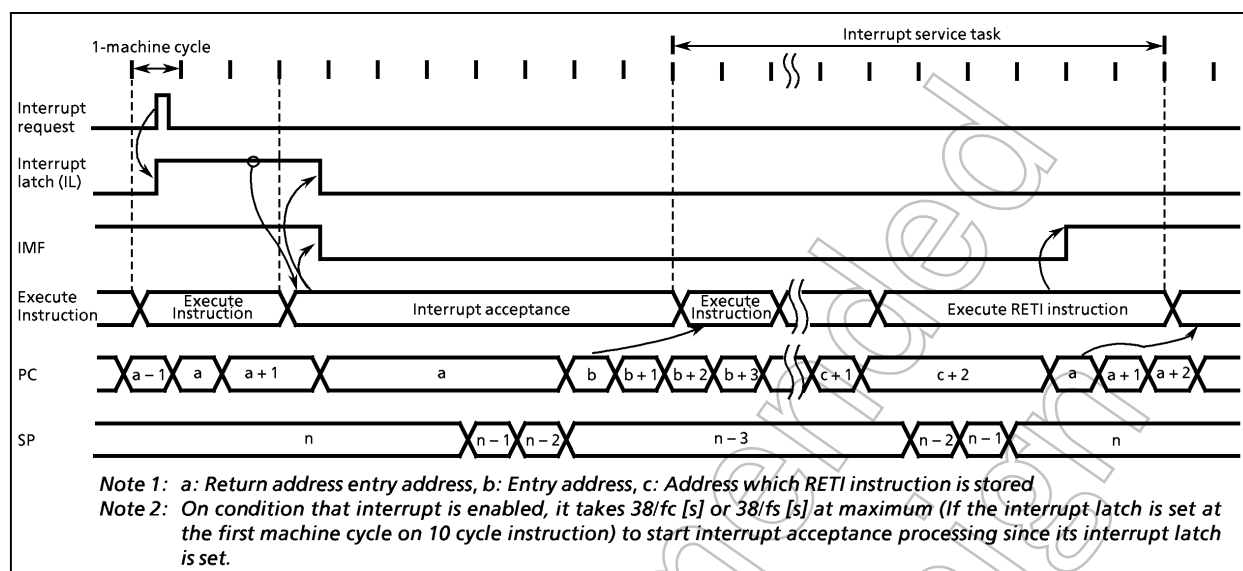 1-machine cycle
Interrupt service task
Interrupt
request
Interrupt
latch (IL)
IMF
Execute
Instruction
Execute
Instruction
Interrupt acceptance
Execute
Instruction
Execute RETI instruction
PC
a – 1
a
a + 1
a
b
b + 1
b + 2
b + 3
c + 1
c + 2
a
a + 1
a + 2
SP
n
n – 1
n – 2
n – 3
n – 2
n – 1
n
Note 1: a: Return address entry address, b: Entry address, c: Address which RETI instruction is stored
Note 2: On condition that interrupt is enabled, it takes 38/fc [s] or 38/fs [s] at maximum (If the interrupt latch is set at
the first machine cycle on 10 cycle instruction) to start interrupt acceptance processing since its interrupt latch
is set.